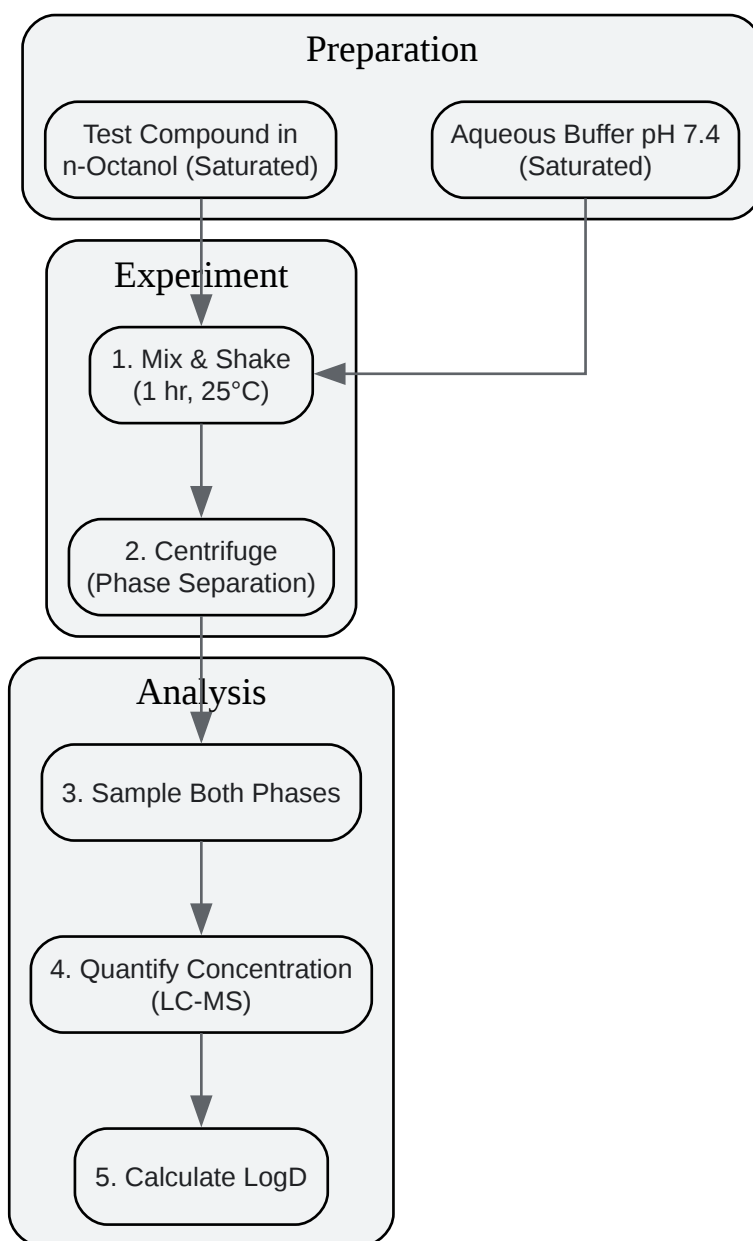 Preparation
Test Compound in
n-Octanol (Saturated)
Aqueous Buffer pH 7.4
(Saturated)
Experiment
1. Mix & Shake
(1 hr, 25°C)
2. Centrifuge
(Phase Separation)
Analysis
3. Sample Both Phases
4. Quantify Concentration
(LC-MS)
5. Calculate LogD